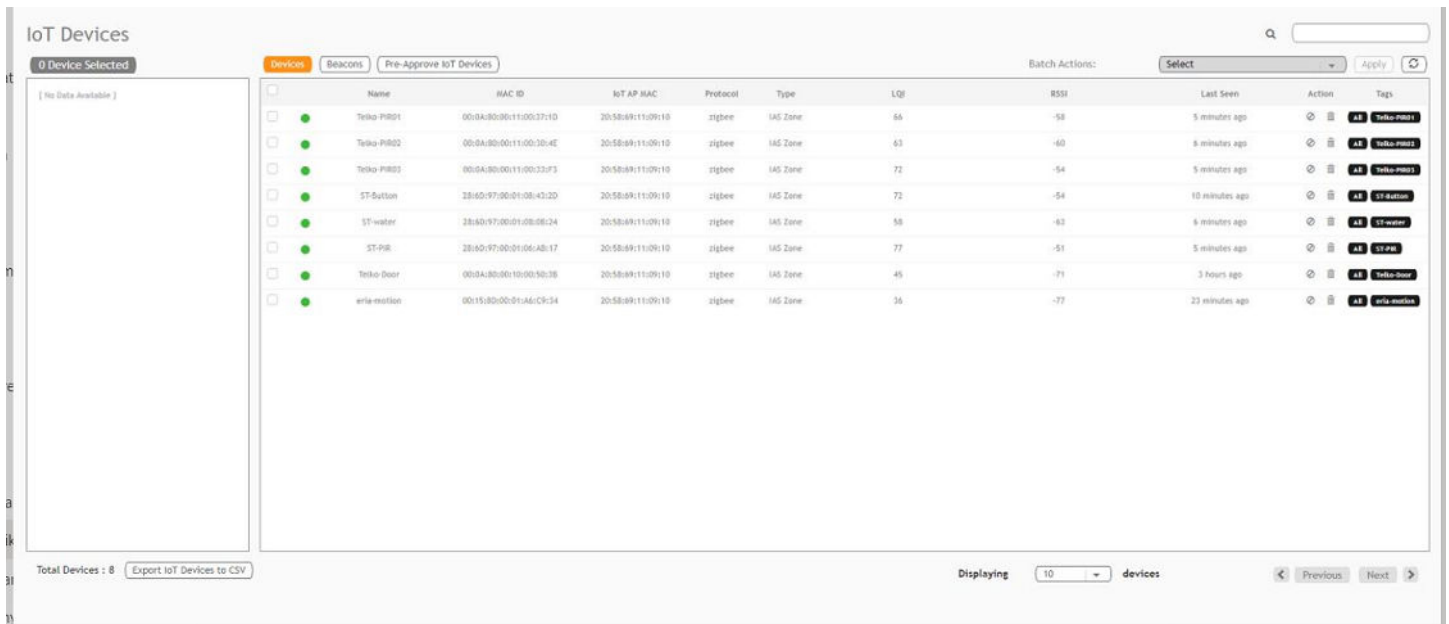 IoT Devices
0 Device Selected
Devices Beacons Pre-Approve IoT Devices Batch Actions: Select Apply
[ No Data Available ]
Name MAC ID IoT AP MAC Protocol Type LQI RSSI Last Seen Action Tags
Telko-PIR01 00:0A:80:00:11:00:37:1D 20:58:69:11:09:10 zigbee IAS Zone 66 -58 5 minutes ago All Telko-PIR01
Telko-PIR02 00:0A:80:00:11:00:30:4E 20:58:69:11:09:10 zigbee IAS Zone 63 -60 6 minutes ago All Telko-PIR02
Telko-PIR03 00:0A:80:00:11:00:33:F5 20:58:69:11:09:10 zigbee IAS Zone 72 -54 5 minutes ago All Telko-PIR03
ST-Button 28:6D:97:00:01:08:43:2D 20:58:69:11:09:10 zigbee IAS Zone 72 -54 10 minutes ago All ST-Button
ST-water 28:6D:97:00:01:08:08:24 20:58:69:11:09:10 zigbee IAS Zone 58 -63 6 minutes ago All ST-water
ST-PIR 28:6D:97:00:01:06:AB:17 20:58:69:11:09:10 zigbee IAS Zone 77 -51 5 minutes ago All ST-PIR
Telko-Door 00:0A:80:00:10:00:50:3B 20:58:69:11:09:10 zigbee IAS Zone 45 -71 3 hours ago All Telko-Door
eria-motion 00:15:8D:00:01:A6:C9:34 20:58:69:11:09:10 zigbee IAS Zone 36 -77 23 minutes ago All eria-motion
Total Devices : 8 Export IoT Devices to CSV Displaying 10 devices Previous Next